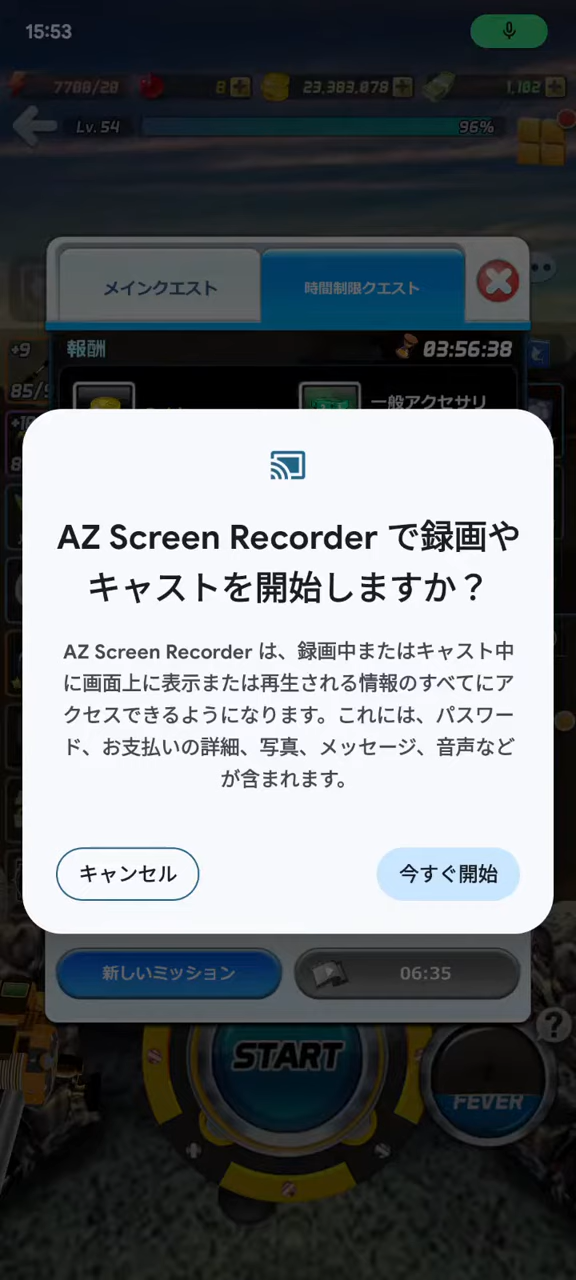 15:53
7700/20
8
23,383,078
1,102
Lv.54
96%
メインクエスト
時間制限クエスト
+9
報酬
03:56:38
85/9
一般アクセサリ
AZ Screen Recorder で録画や
キャストを開始しますか？
AZ Screen Recorder は、録画中またはキャスト中
に画面上に表示または再生される情報のすべてにア
クセスできるようになります。これには、パスワー
ド、お支払いの詳細、写真、メッセージ、音声など
が含まれます。
キャンセル
今すぐ開始
新しいミッション
06:35
START
?
FEVER